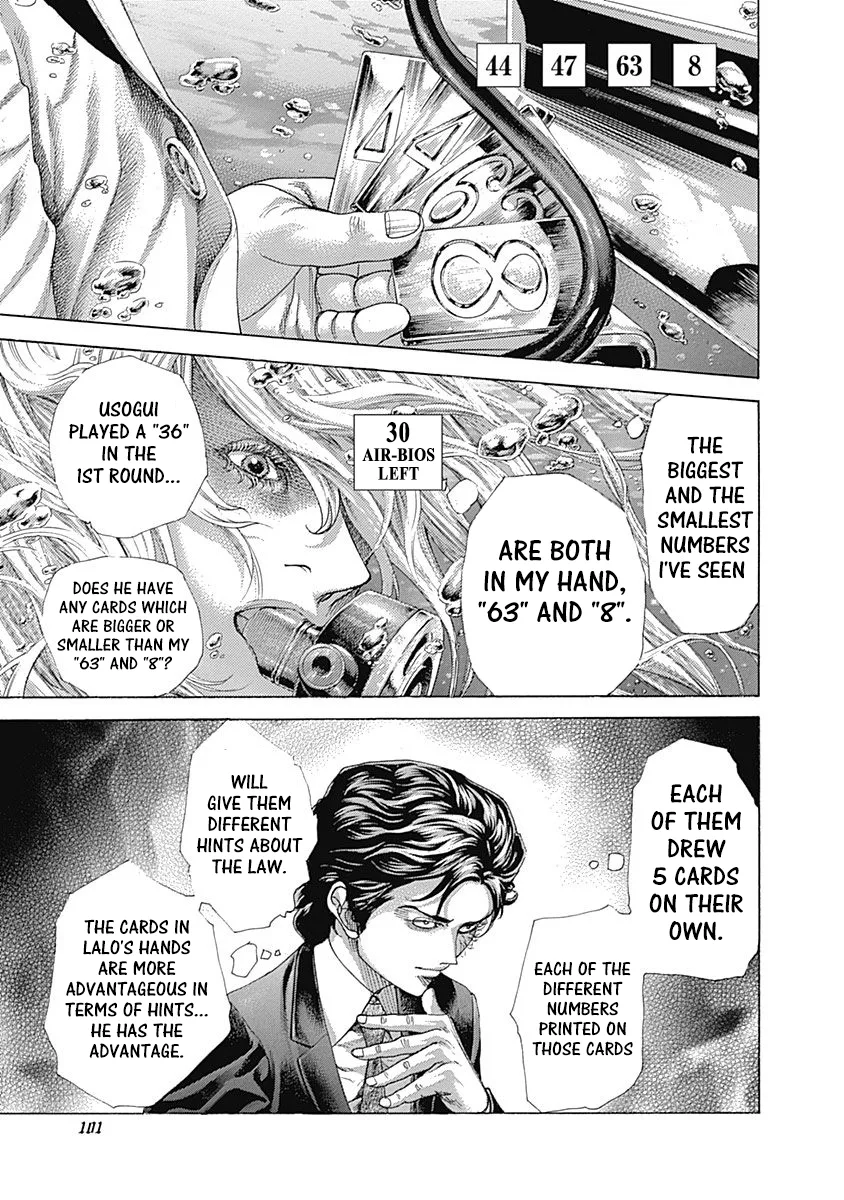 44 47 63 8
44
6
8
THE
BIGGEST
AND THE
SMALLEST
NUMBERS
I'VE SEEN
ARE BOTH
IN MY HAND,
"63" AND "8".
30
AIR-BIOS
LEFT
USOGUI
PLAYED A "36"
IN THE
1ST ROUND...
DOES HE HAVE
ANY CARDS WHICH
ARE BIGGER OR
SMALLER THAN MY
"63" AND "8"?
EACH
OF THEM
DREW
5 CARDS
ON THEIR
OWN.
EACH OF THE
DIFFERENT
NUMBERS
PRINTED ON
THOSE CARDS
WILL
GIVE THEM
DIFFERENT
HINTS ABOUT
THE LAW.
THE CARDS IN
LALO'S HANDS
ARE MORE
ADVANTAGEOUS IN
TERMS OF HINTS...
HE HAS THE
ADVANTAGE.
101